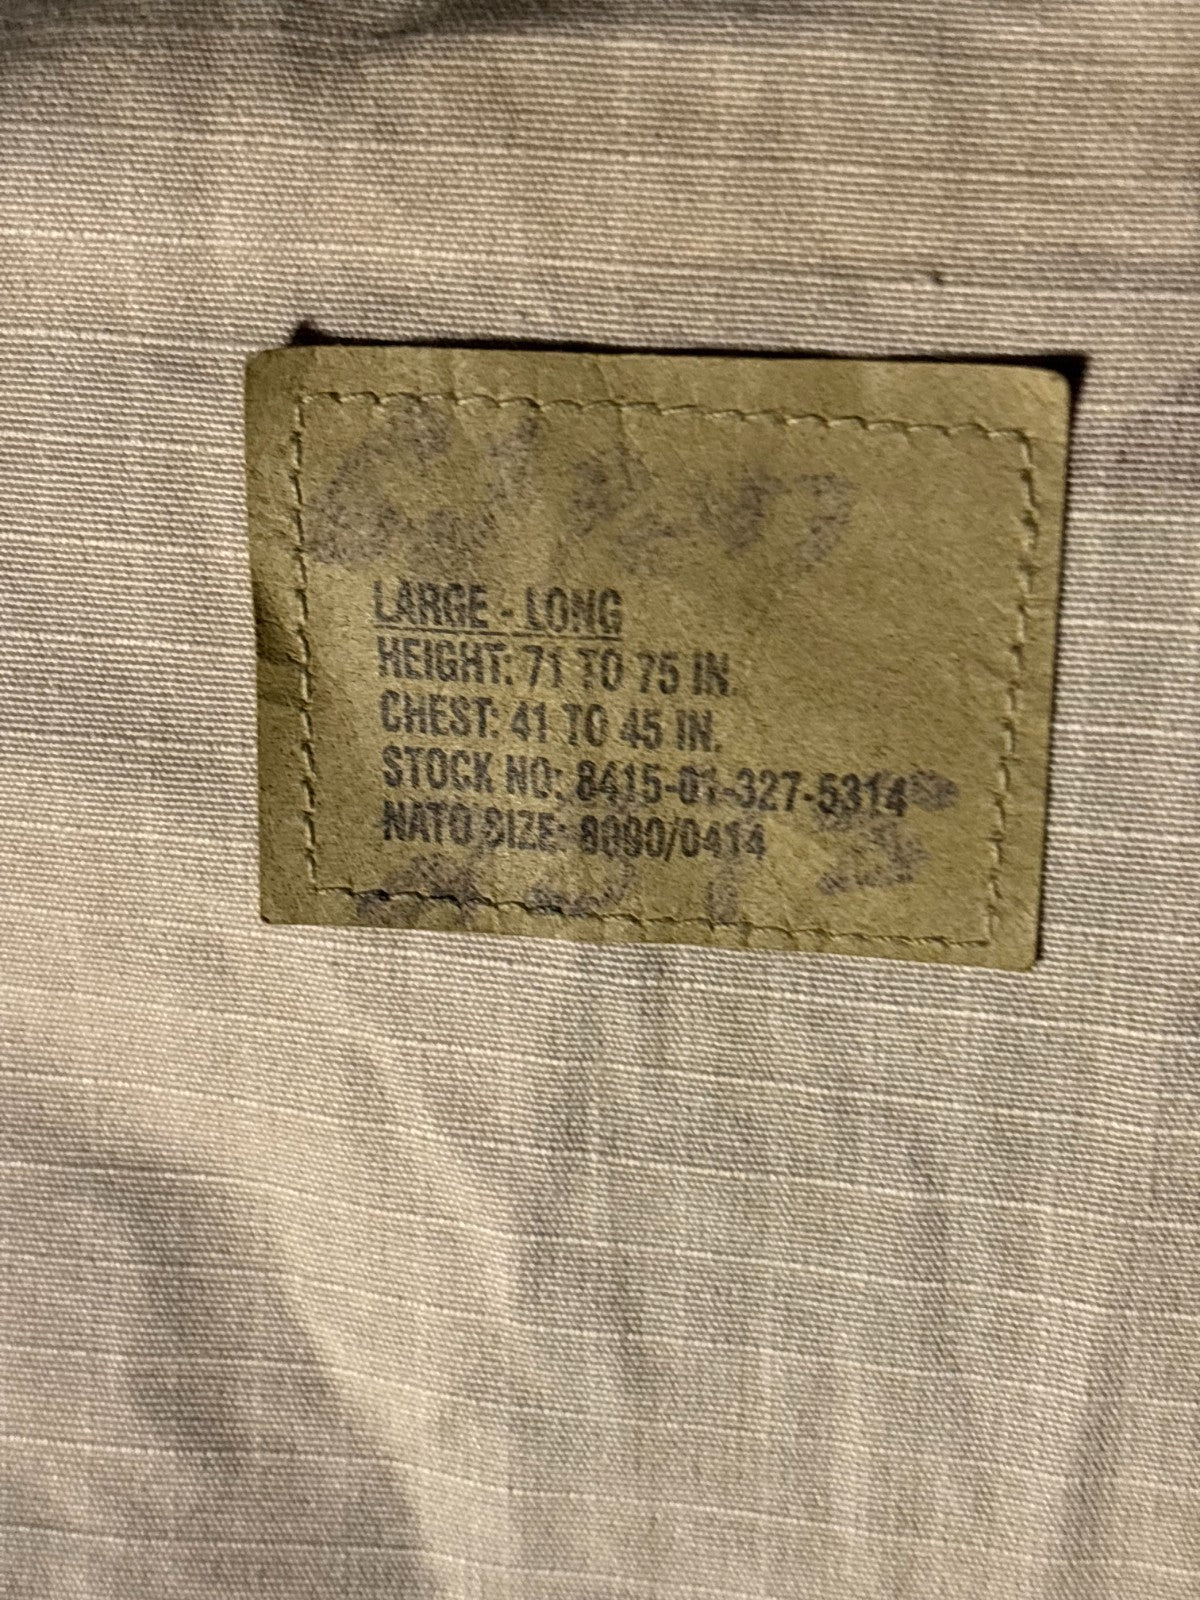 LARGE - LONG
HEIGHT: 71 TO 75 IN.
CHEST: 41 TO 45 IN.
STOCK NO: 8415-01-327-5314
NATO SIZE: 8090/0414